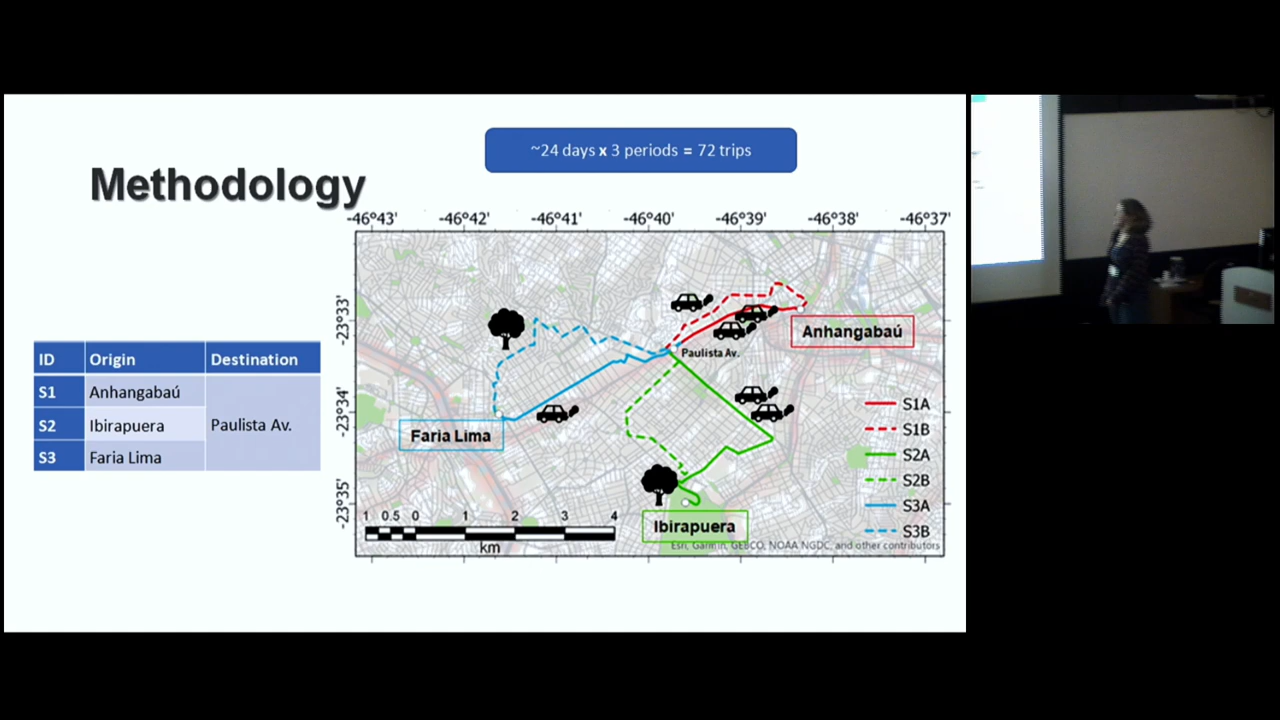 ~24 days x 3 periods = 72 trips
Methodology
-46°43' -46°42' -46°41' -46°40' -46°39' -46°38' -46°37'
-23°33'
-23°34'
-23°35'
Anhangabaú
Paulista Av.
Faria Lima
Ibirapuera
S1A
S1B
S2A
S2B
S3A
S3B
1 0.5 0 1 2 3 4
km
Esri, Garmin, GEBCO, NOAA NGDC, and other contributors
ID Origin Destination
S1 Anhangabaú
S2 Ibirapuera Paulista Av.
S3 Faria Lima